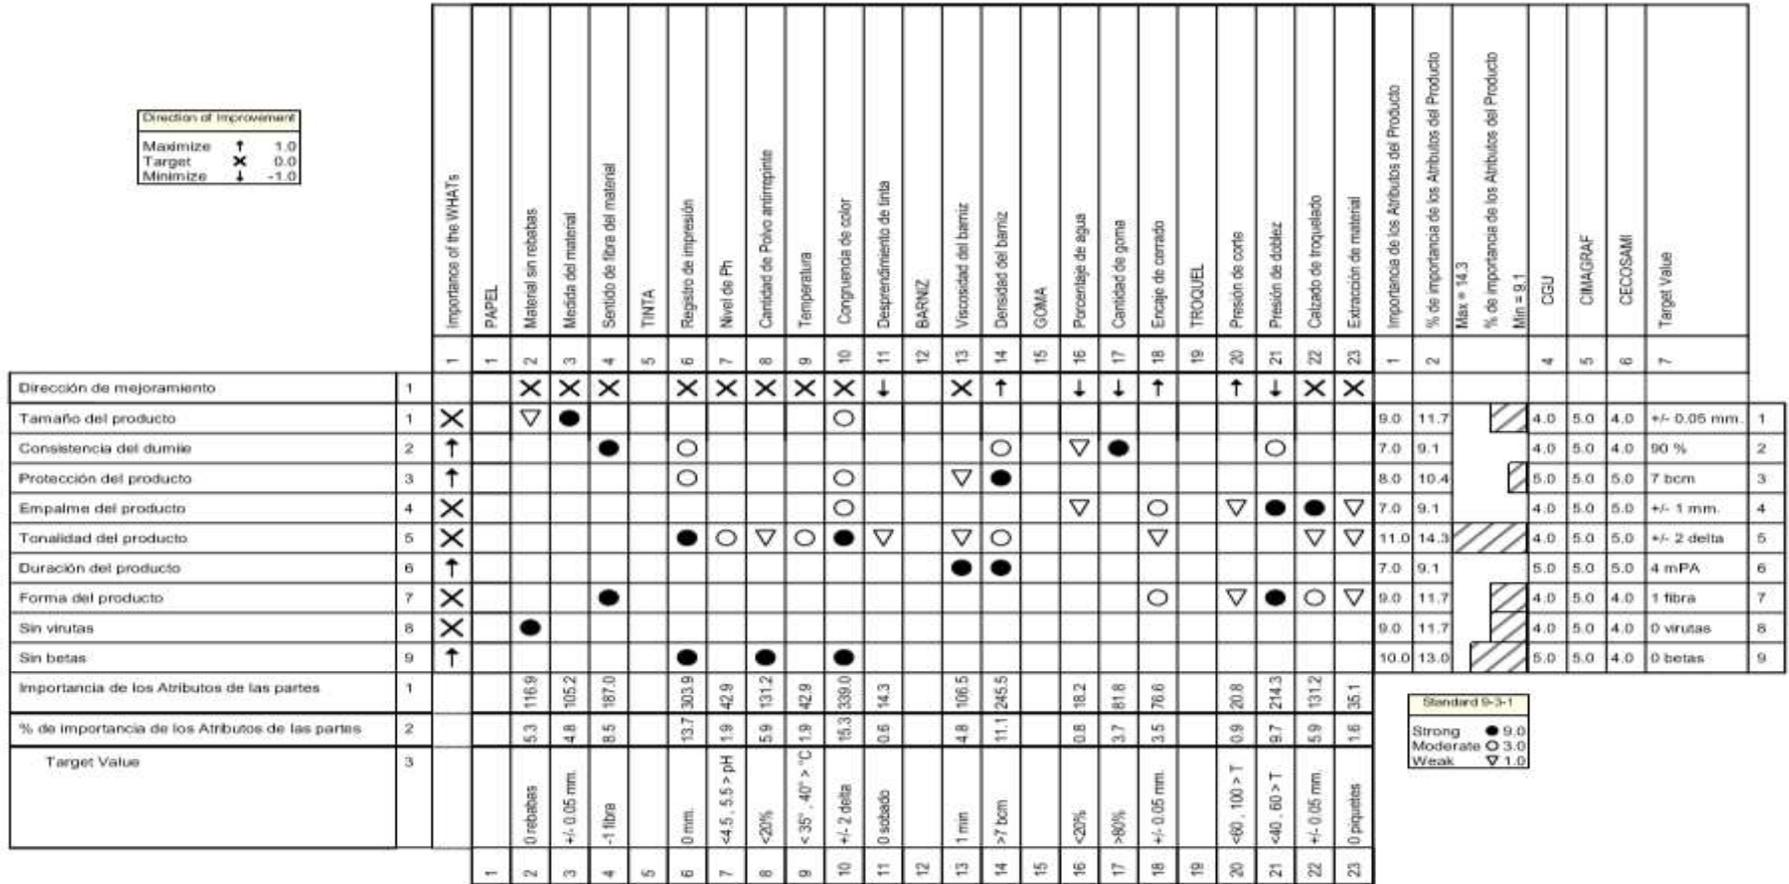 Direction of Improvement
Maximize ↑ 1.0
Target ✕ 0.0
Minimize ↓ -1.0
Importance of the WHATs
PAPEL
Material sin rebabas
Medida del material
Sentido de fibra del material
TINTA
Registro de impresión
Nivel de Ph
Cantidad de Polvo antirrepinte
Temperatura
Congruencia de color
Desprendimiento de tinta
BARNIZ
Viscosidad del barniz
Densidad del barniz
GOMA
Porcentaje de agua
Cantidad de goma
Encaje de cerrado
TROQUEL
Presión de corte
Presión de doblez
Calzado de troquelado
Extracción de material
Importancia de los Atributos del Producto
% de importancia de los Atributos del Producto
Max = 14.3
% de importancia de los Atributos del Producto
Min = 9.1
CGU
CIMAGRAF
CECOSAMI
Target Value
1 1 2 3 4 5 6 7 8 9 10 11 12 13 14 15 16 17 18 19 20 21 22 23 1 2 4 5 6 7
Dirección de mejoramiento 1 ✕ ✕ ✕ ✕ ✕ ✕ ✕ ✕ ↓ ✕ ↑ ↓ ↓ ↑ ↑ ↓ ✕ ✕
Tamaño del producto 1 ✕ ▽ ● ○ 9.0 11.7 4.0 5.0 4.0 +/- 0.05 mm. 1
Consistencia del dumiie 2 ↑ ● ○ ○ ▽ ● ○ 7.0 9.1 4.0 5.0 4.0 90 % 2
Protección del producto 3 ↑ ○ ○ ▽ ● 8.0 10.4 5.0 5.0 5.0 7 bcm 3
Empalme del producto 4 ✕ ○ ▽ ○ ▽ ● ● ▽ 7.0 9.1 4.0 5.0 5.0 +/- 1 mm. 4
Tonalidad del producto 5 ✕ ● ○ ▽ ○ ● ▽ ▽ ○ ▽ ▽ ▽ 11.0 14.3 4.0 5.0 4.0 +/- 2 delta 5
Duración del producto 6 ↑ ● ● 7.0 9.1 5.0 5.0 5.0 4 mPA 6
Forma del producto 7 ✕ ● ○ ▽ ● ○ ▽ 9.0 11.7 4.0 5.0 4.0 1 fibra 7
Sin virutas 8 ✕ ● 9.0 11.7 4.0 5.0 4.0 0 virutas 8
Sin betas 9 ↑ ● ● ● 10.0 13.0 5.0 5.0 4.0 0 betas 9
Importancia de los Atributos de las partes 1 116.9 105.2 187.0 303.9 42.9 131.2 42.9 339.0 14.3 106.5 245.5 18.2 81.8 76.6 20.8 214.3 131.2 35.1
% de importancia de los Atributos de las partes 2 5.3 4.8 8.5 13.7 1.9 5.9 1.9 15.3 0.6 4.8 11.1 0.8 3.7 3.5 0.9 9.7 5.9 1.6
Target Value 3 0 rebabas +/- 0.05 mm. -1 fibra 0 mm. <4.5 , 5.5 > pH <20% < 35° , 40° > °C +/- 2 delta 0 sobado 1 min >7 bcm <20% >80% +/- 0.05 mm. <60 , 100 > T <40 , 60 > T +/- 0.05 mm. 0 piquetes
1 2 3 4 5 6 7 8 9 10 11 12 13 14 15 16 17 18 19 20 21 22 23
Standard 9-3-1
Strong ● 9.0
Moderate ○ 3.0
Weak ▽ 1.0